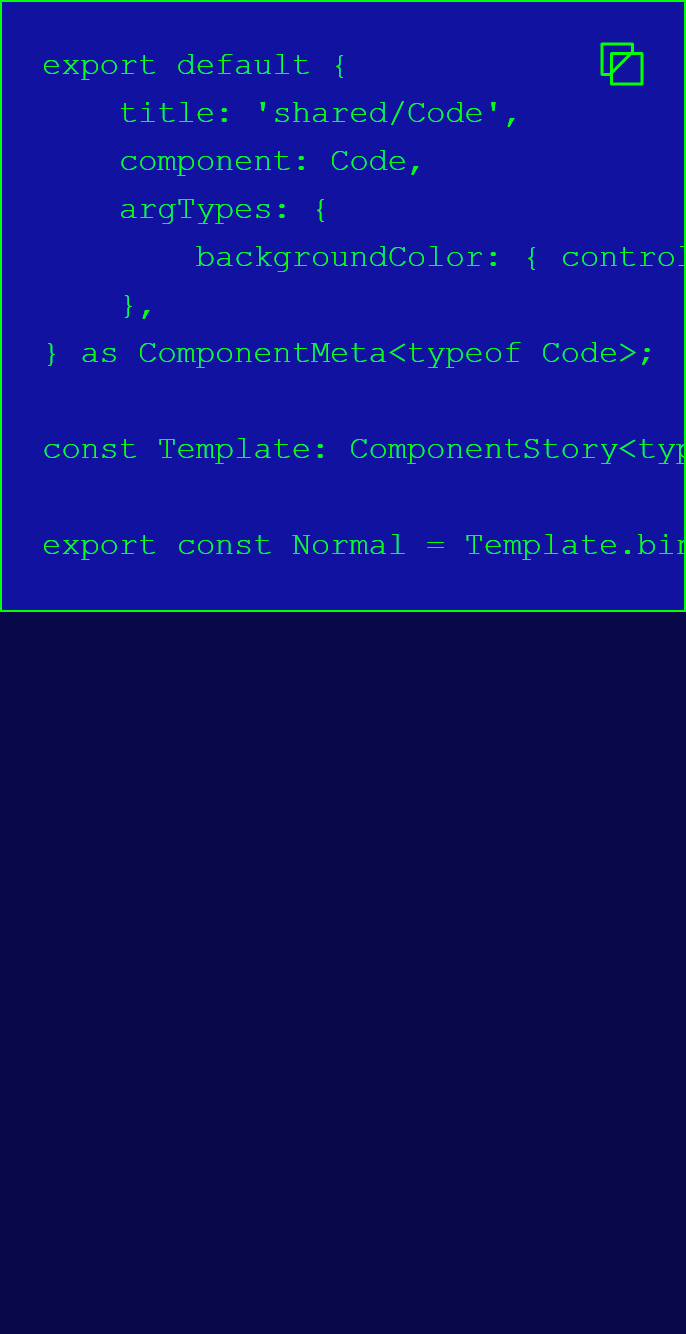 export default {
    title: 'shared/Code',
    component: Code,
    argTypes: {
        backgroundColor: { control
    },
} as ComponentMeta<typeof Code>;
const Template: ComponentStory<typ
export const Normal = Template.bin